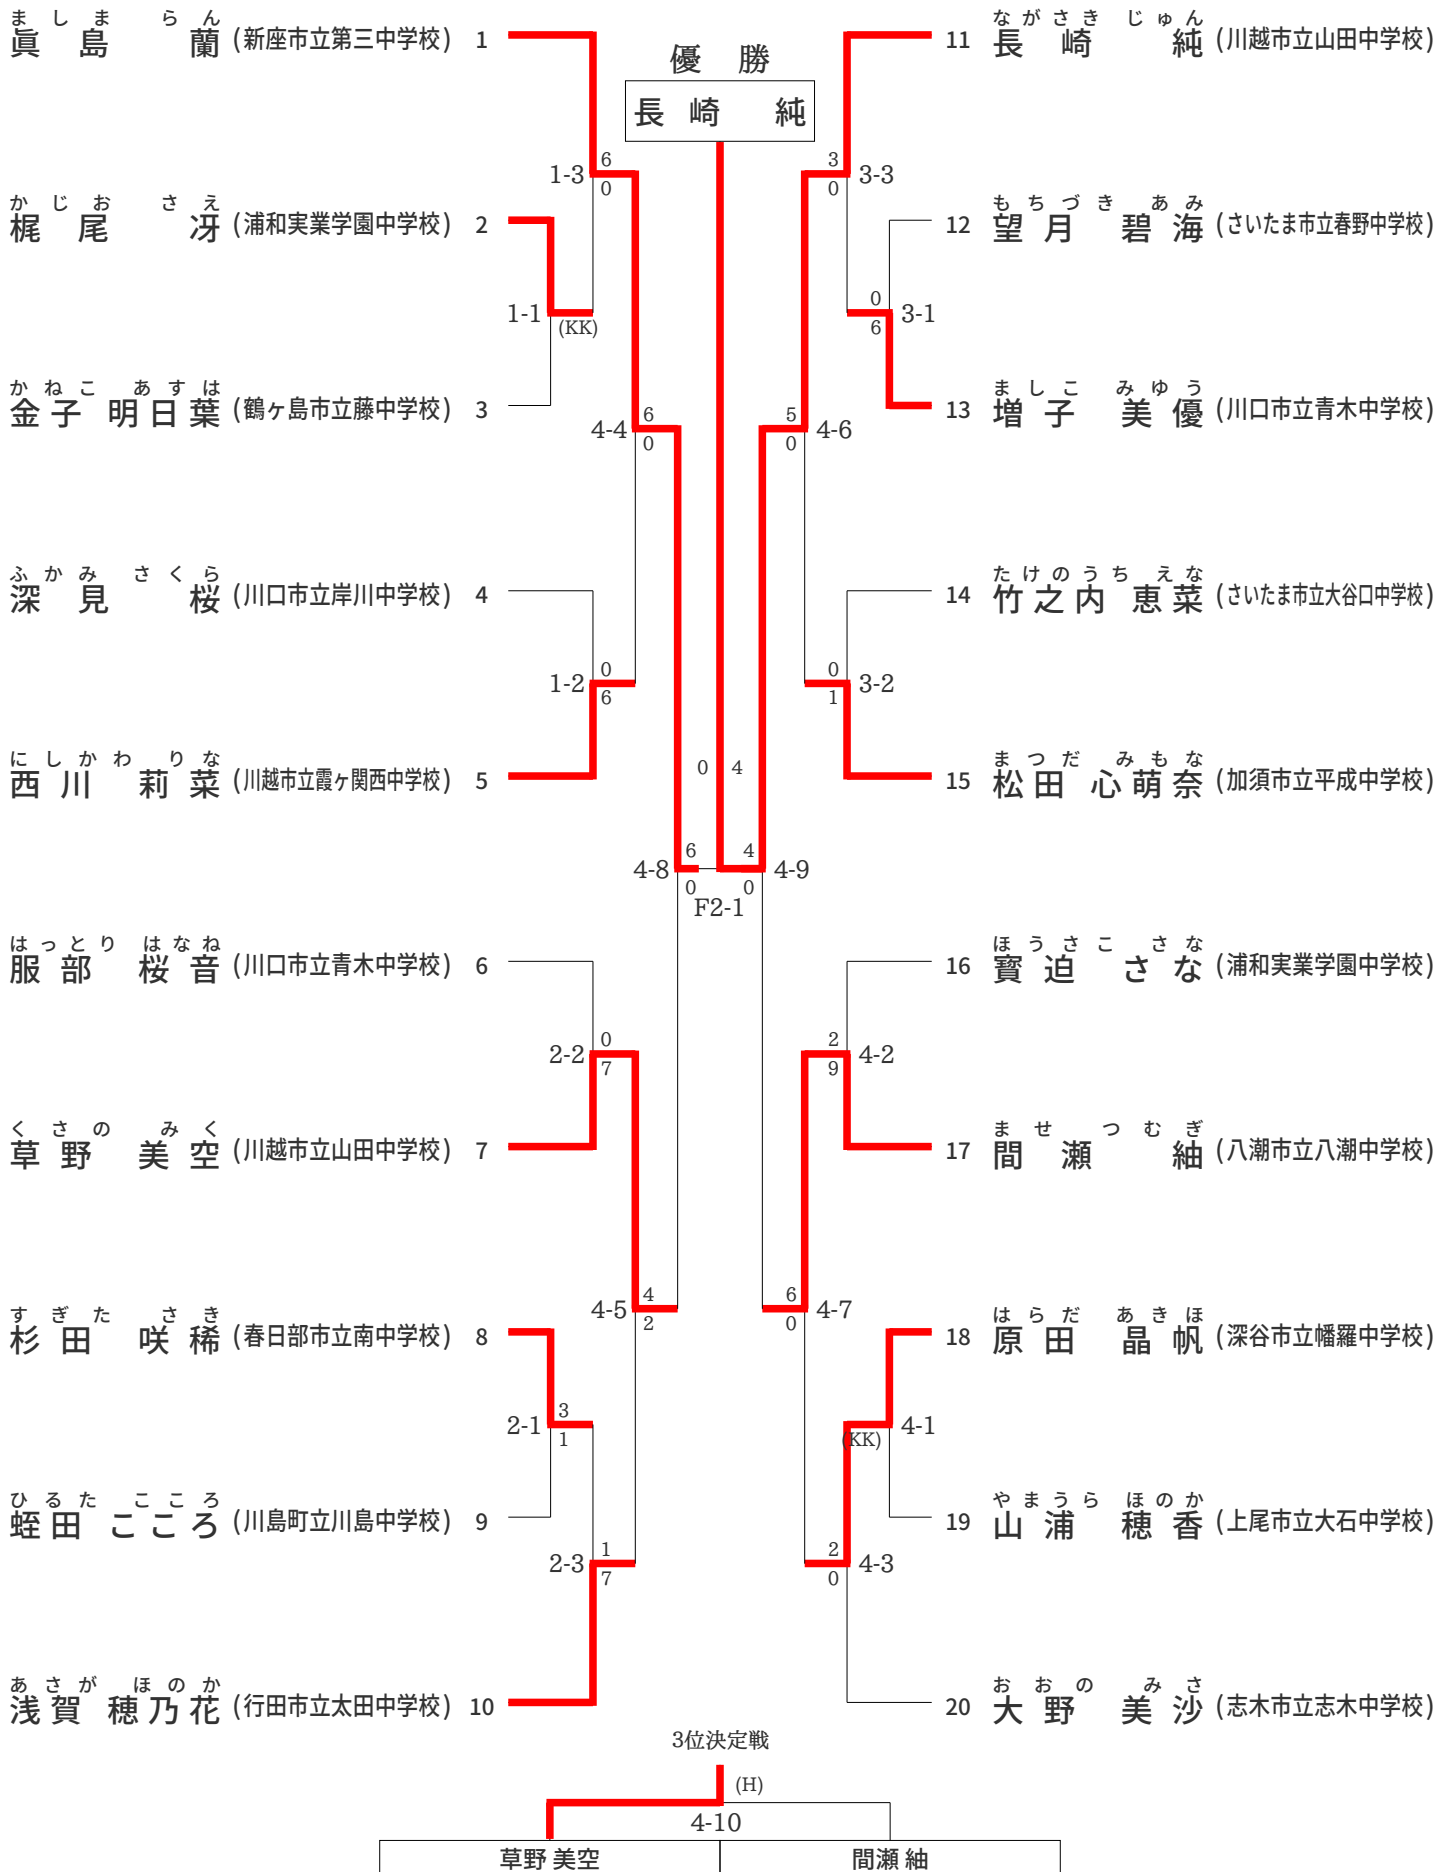 優 勝
長 崎 純
ましま らん
眞島 蘭 (新座市立第三中学校) 1
かじお さえ
梶尾 冴 (浦和実業学園中学校) 2
かねこ あすは
金子 明日葉 (鶴ヶ島市立藤中学校) 3
ふかみ さくら
深見 桜 (川口市立岸川中学校) 4
にしかわ りな
西川 莉菜 (川越市立霞ヶ関西中学校) 5
はっとり はなね
服部 桜音 (川口市立青木中学校) 6
くさの みく
草野 美空 (川越市立山田中学校) 7
すぎた さき
杉田 咲稀 (春日部市立南中学校) 8
ひるた こころ
蛭田 こころ (川島町立川島中学校) 9
あさが ほのか
浅賀 穂乃花 (行田市立太田中学校) 10
1-3 6 0
1-1 (KK)
4-4 6 0
1-2 0 6
4-8 6 0
2-2 0 7
4-5 4 2
2-1 3 1
2-3 1 7
0 4
F2-1
3 0 3-3
0 6 3-1
5 0 4-6
0 1 3-2
4 0 4-9
2 9 4-2
6 0 4-7
(KK) 4-1
2 0 4-3
ながさき じゅん
11 長崎 純 (川越市立山田中学校)
もちづき あみ
12 望月 碧海 (さいたま市立春野中学校)
ましこ みゆう
13 増子 美優 (川口市立青木中学校)
たけのうち えな
14 竹之内 恵菜 (さいたま市立大谷口中学校)
まつだ みもな
15 松田 心萌奈 (加須市立平成中学校)
ほうさこ さな
16 寳迫 さな (浦和実業学園中学校)
ませ つむぎ
17 間瀬 紬 (八潮市立八潮中学校)
はらだ あきほ
18 原田 晶帆 (深谷市立幡羅中学校)
やまうら ほのか
19 山浦 穂香 (上尾市立大石中学校)
おおの みさ
20 大野 美沙 (志木市立志木中学校)
3位決定戦
(H)
4-10
草野 美空 間瀬 紬